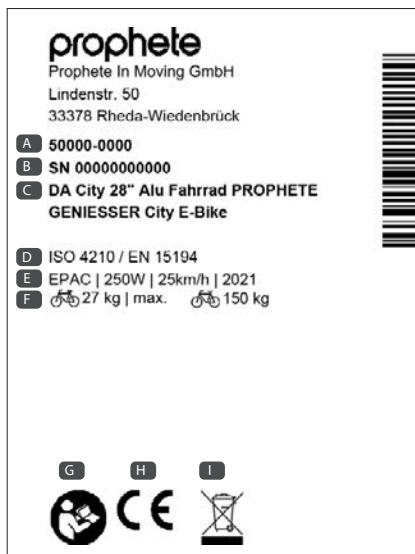 prophete
Prophete In Moving GmbH
Lindenstr. 50
33378 Rheda-Wiedenbrück
A 50000-0000
B SN 00000000000
C DA City 28" Alu Fahrrad PROPHETE
GENIESSER City E-Bike
D ISO 4210 / EN 15194
E EPAC | 250W | 25km/h | 2021
F 27 kg | max. 150 kg
G H I
CE